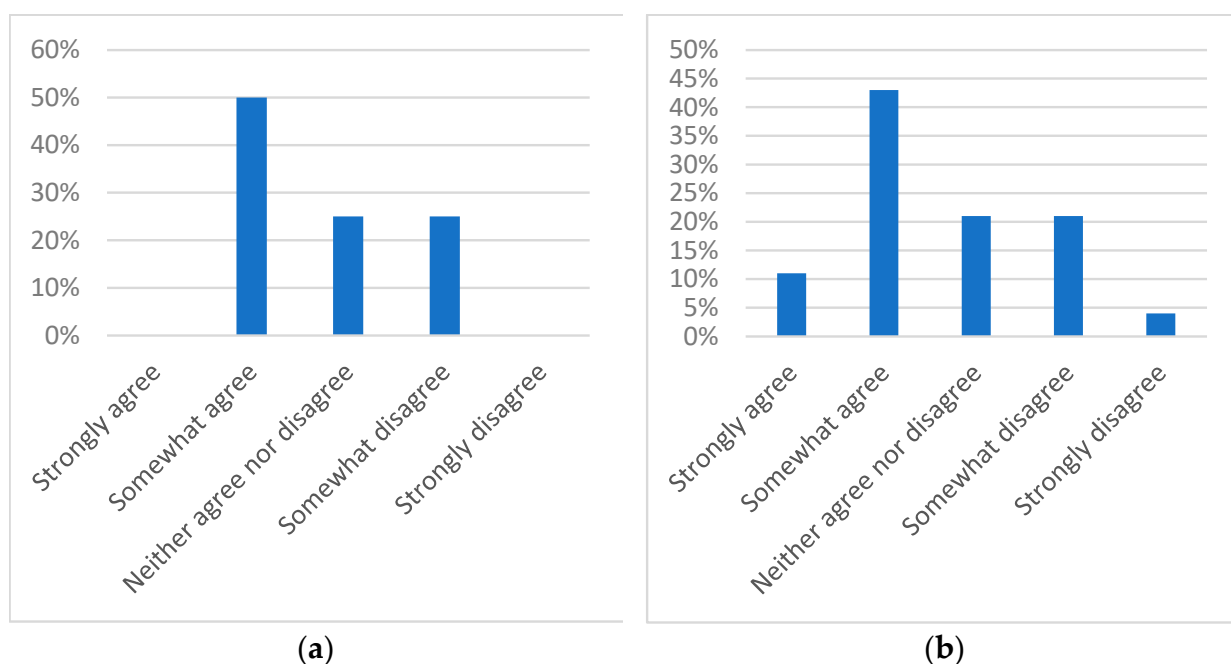 60%
50%
40%
30%
20%
10%
0%
Strongly agree
Somewhat agree
Neither agree nor disagree
Somewhat disagree
Strongly disagree
(a)
50%
45%
40%
35%
30%
25%
20%
15%
10%
5%
0%
Strongly agree
Somewhat agree
Neither agree nor disagree
Somewhat disagree
Strongly disagree
(b)